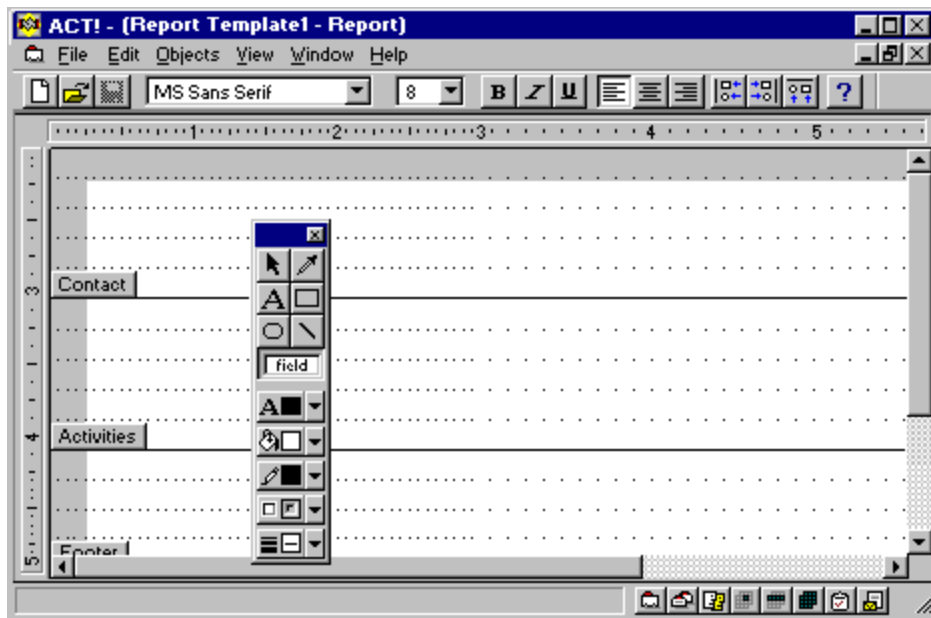 ACT! - (Report Template1 - Report)
File Edit Objects View Window Help
MS Sans Serif 8 B I U ?
1 2 3 4 5
Contact
3
A
field
A
Activities
4
Footer
5